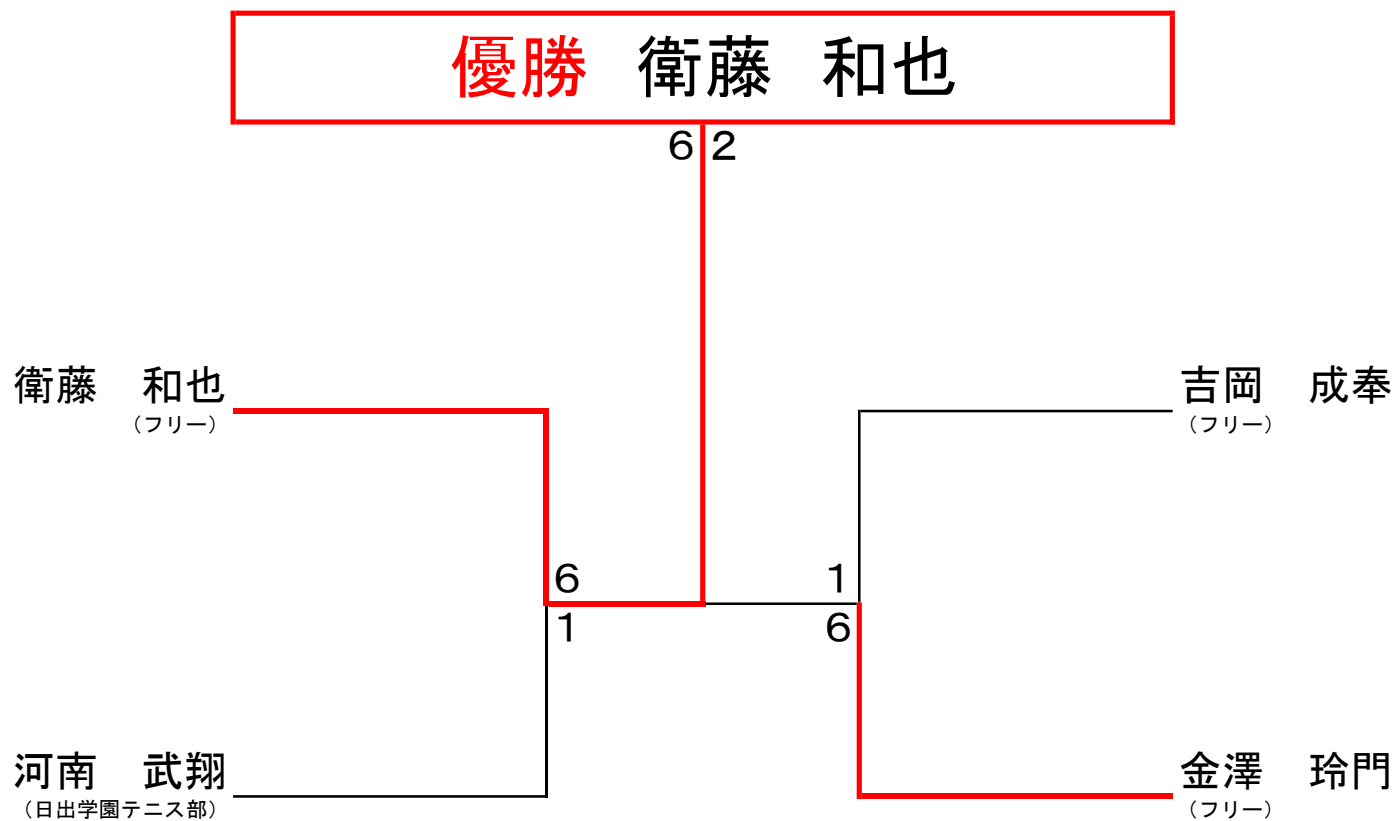 優勝　衛藤　和也
6 2
衛藤　和也
（フリー）
吉岡　成奉
（フリー）
6
1
1
6
河南　武翔
（日出学園テニス部）
金澤　玲門
（フリー）